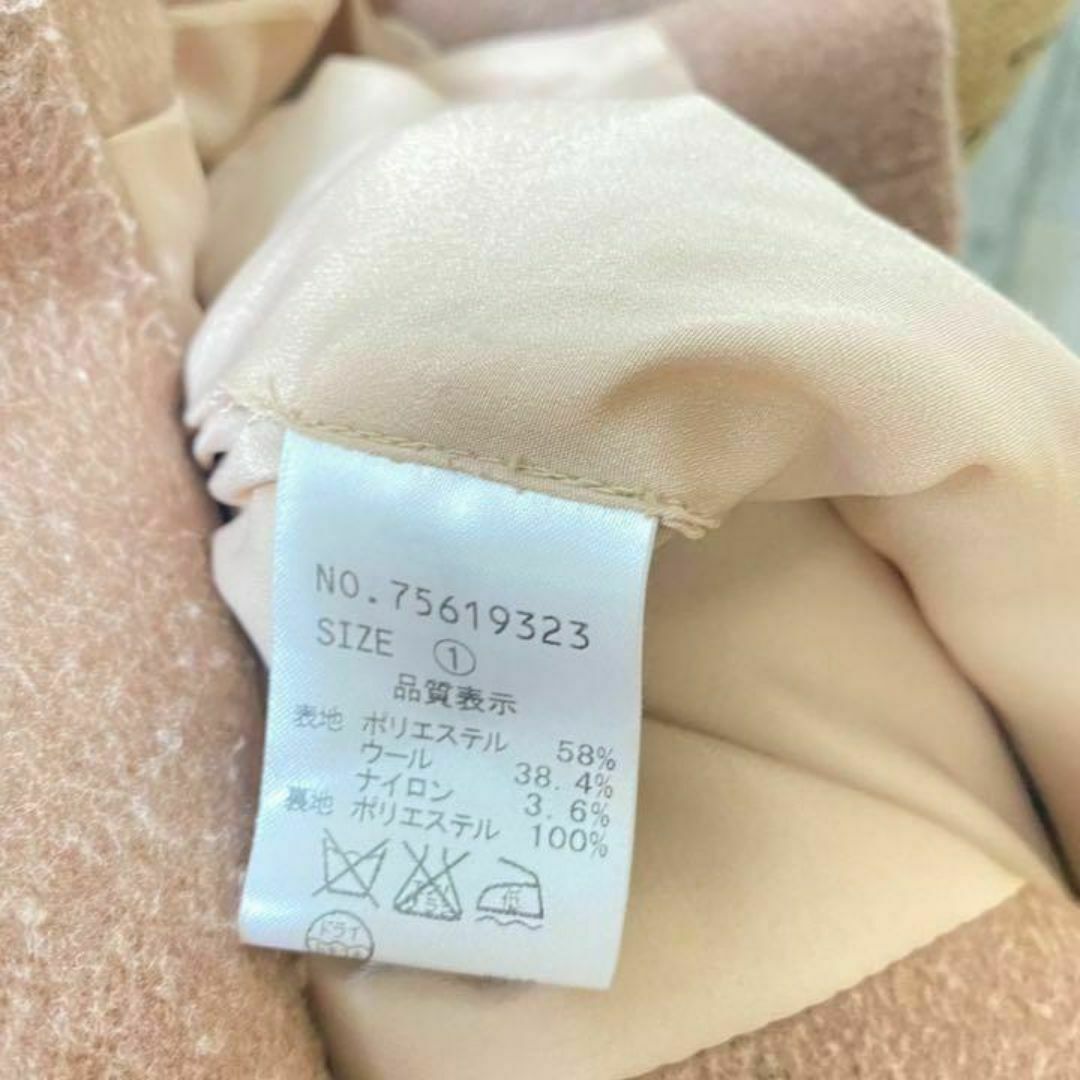 NO.75619323
SIZE ①
品質表示
表地 ポリエステル 58%
ウール 38.4%
ナイロン 3.6%
裏地 ポリエステル 100%
低
ドライ